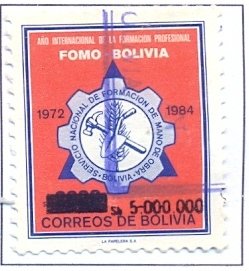 AÑO INTERNACIONAL DE LA FORMACION PROFESIONAL
FOMO BOLIVIA
1972 1984
SERVICIO NACIONAL DE FORMACION DE MANO DE OBRA
BOLIVIA
$b 5-000 000
CORREOS DE BOLIVIA
LA PAPELERA S.A.